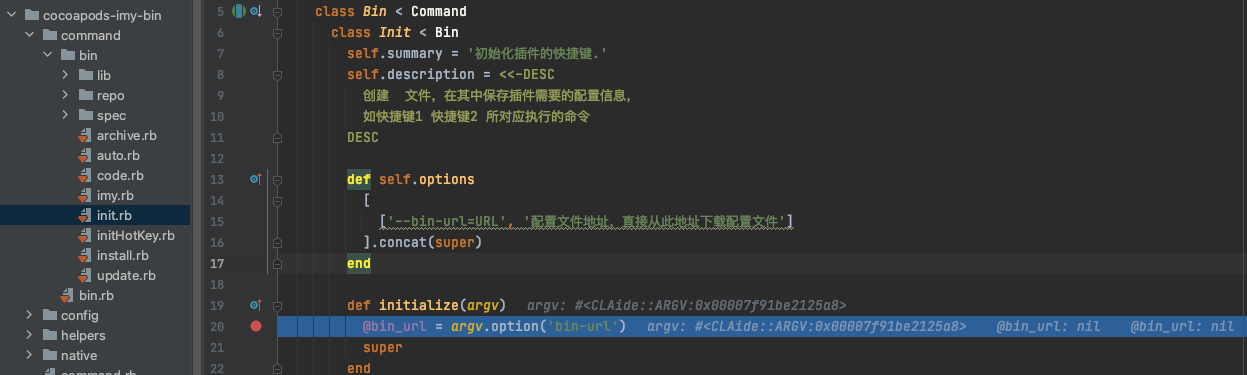 cocoapods-imy-bin
command
bin
lib
repo
spec
archive.rb
auto.rb
code.rb
imy.rb
init.rb
initHotKey.rb
install.rb
update.rb
bin.rb
config
helpers
native
command.rb
5 class Bin < Command
6 class Init < Bin
7 self.summary = '初始化插件的快捷键.'
8 self.description = <<-DESC
9 创建 文件，在其中保存插件需要的配置信息，
10 如快捷键1 快捷键2 所对应执行的命令
11 DESC
12
13 def self.options
14 [
15 ['--bin-url=URL', '配置文件地址，直接从此地址下载配置文件']
16 ].concat(super)
17 end
18
19 def initialize(argv) argv: #<CLAide::ARGV:0x00007f91be2125a8>
20 @bin_url = argv.option('bin-url') argv: #<CLAide::ARGV:0x00007f91be2125a8> @bin_url: nil @bin_url: nil
21 super
22 end